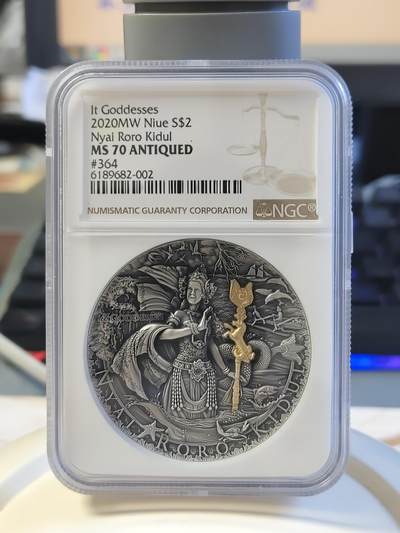 It Goddesses
2020MW Niue S$2
Nyai Roro Kidul
MS 70 ANTIQUED
#364
6189682-002
NUMISMATIC GUARANTY CORPORATION
NGC®
GODDESSES
NYAI RORO KIDUL